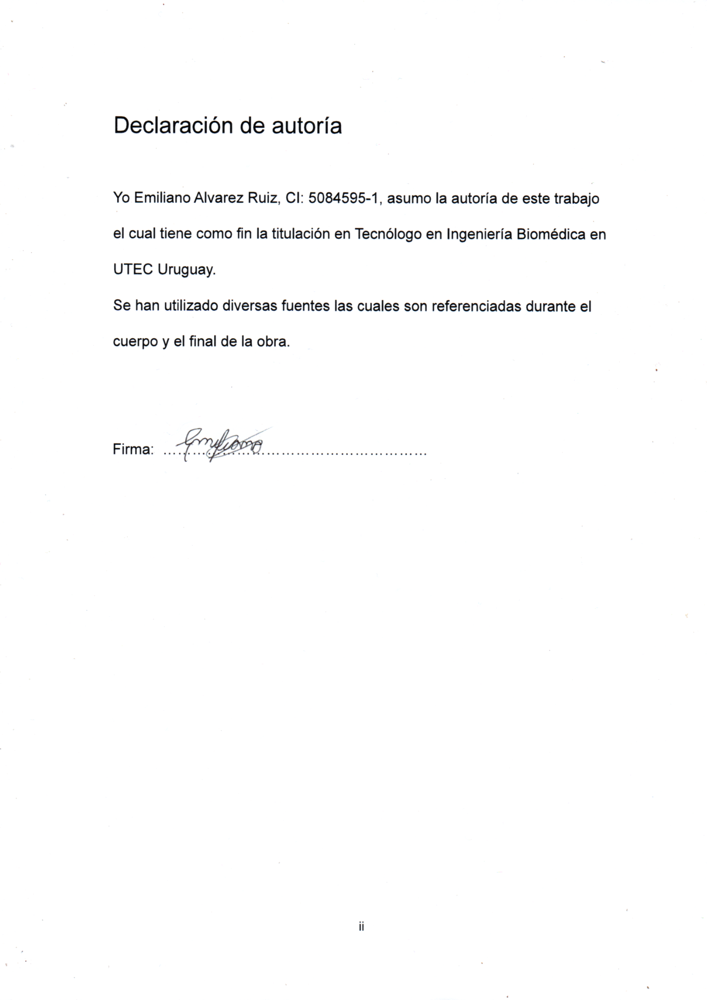 Declaración de autoría
Yo Emiliano Alvarez Ruiz, CI: 5084595-1, asumo la autoría de este trabajo
el cual tiene como fin la titulación en Tecnólogo en Ingeniería Biomédica en
UTEC Uruguay.
Se han utilizado diversas fuentes las cuales son referenciadas durante el
cuerpo y el final de la obra.
Firma: Emiliano
ii